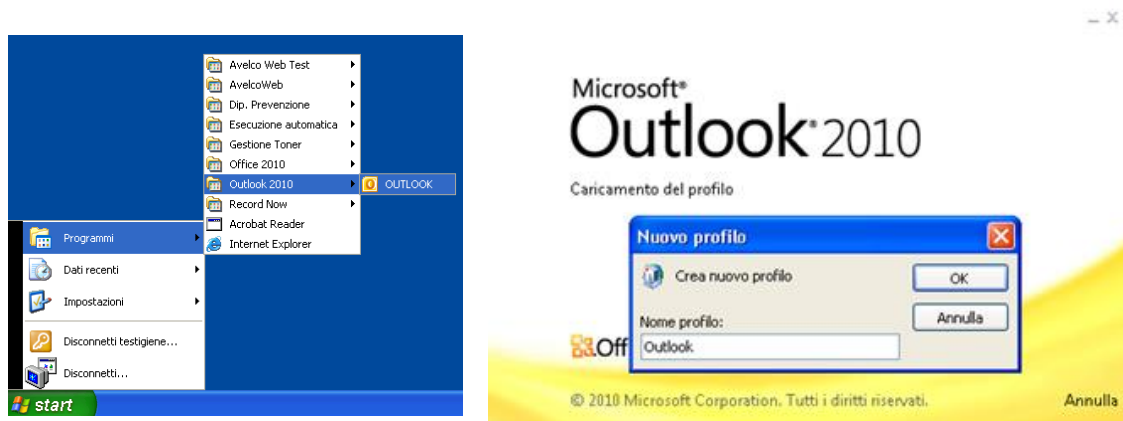 Avelco Web Test
AvelcoWeb
Dip. Prevenzione
Esecuzione automatica
Gestione Toner
Office 2010
Outlook 2010
OUTLOOK
Record Now
Acrobat Reader
Internet Explorer
Programmi
Dati recenti
Impostazioni
Disconnetti testigiene...
Disconnetti...
start
Microsoft®
Outlook® 2010
Caricamento del profilo
Nuovo profilo
Crea nuovo profilo
OK
Annulla
Nome profilo:
Outlook
Off
© 2010 Microsoft Corporation. Tutti i diritti riservati.
Annulla